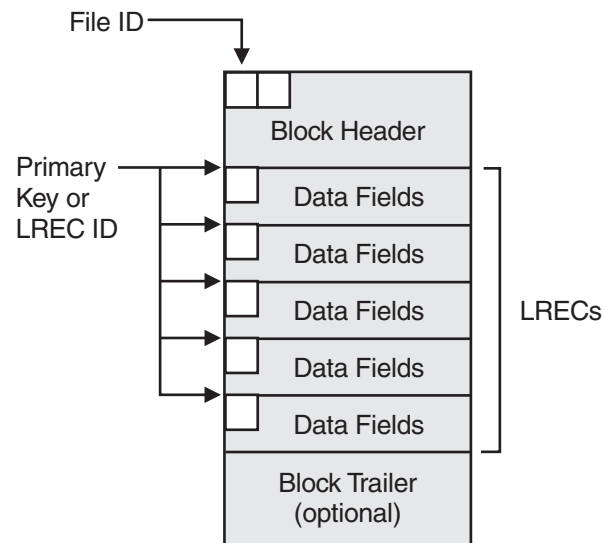 File ID
Block Header
Primary
Key or
LREC ID
Data Fields
Data Fields
Data Fields
Data Fields
Data Fields
LRECs
Block Trailer
(optional)